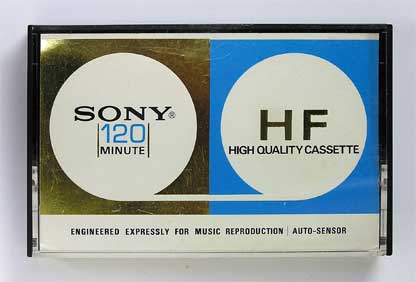 SONY®
120
MINUTE
HF
HIGH QUALITY CASSETTE
ENGINEERED EXPRESSLY FOR MUSIC REPRODUCTION | AUTO-SENSOR